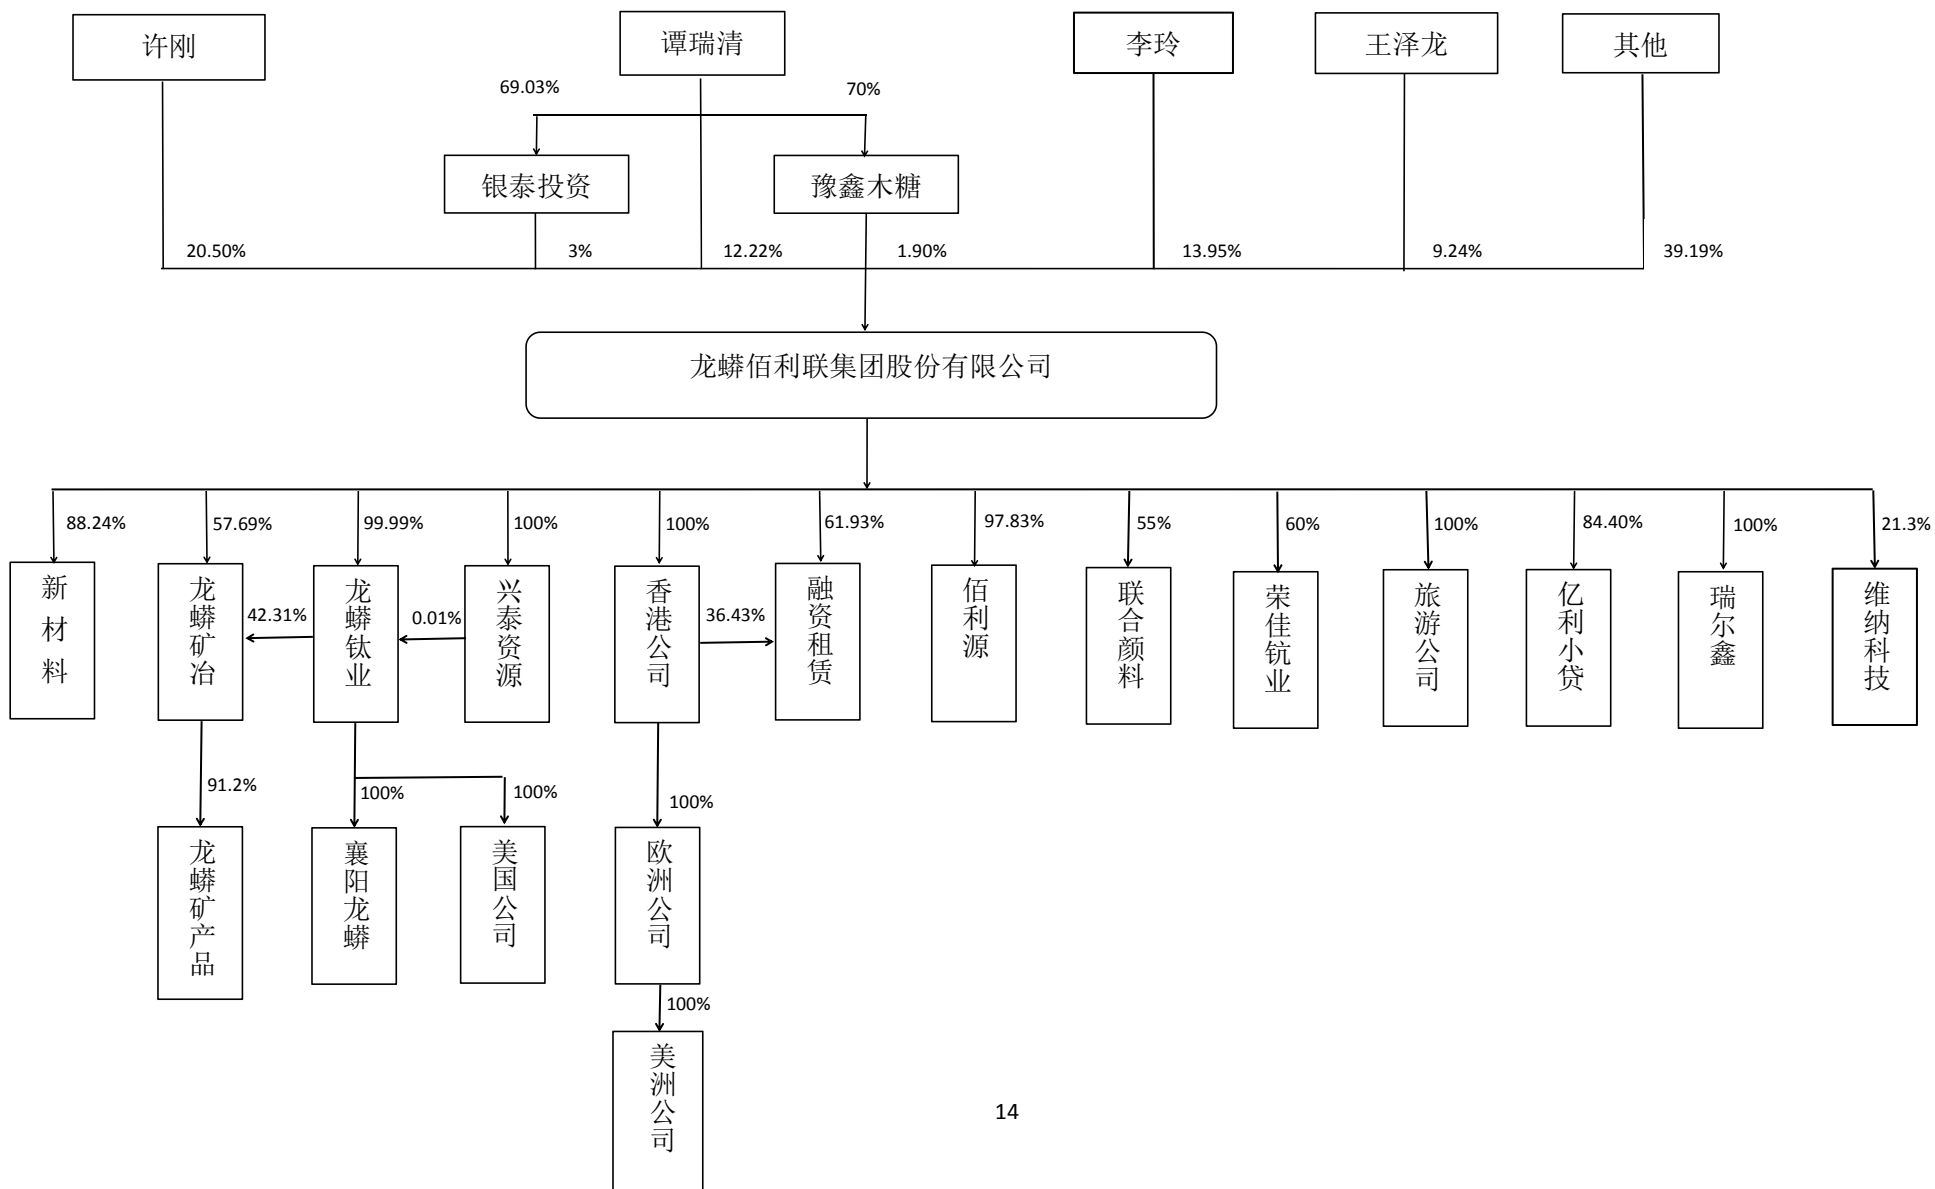 许刚
谭瑞清
李玲
王泽龙
其他
69.03%
70%
银泰投资
豫鑫木糖
20.50%
3%
12.22%
1.90%
13.95%
9.24%
39.19%
龙蟒佰利联集团股份有限公司
88.24%
57.69%
99.99%
100%
100%
61.93%
97.83%
55%
60%
100%
84.40%
100%
21.3%
新材料
龙蟒矿冶
42.31%
龙蟒钛业
0.01%
兴泰资源
香港公司
36.43%
融资租赁
佰利源
联合颜料
荣佳钪业
旅游公司
亿利小贷
瑞尔鑫
维纳科技
91.2%
100%
100%
100%
龙蟒矿产品
襄阳龙蟒
美国公司
欧洲公司
100%
美洲公司
14